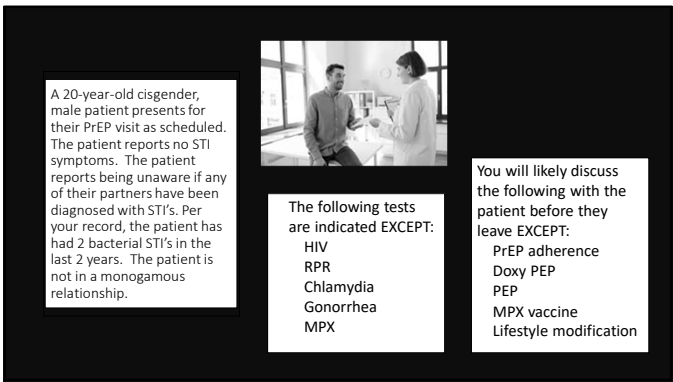 A 20-year-old cisgender,
male patient presents for
their PrEP visit as scheduled.
The patient reports no STI
symptoms.  The patient
reports being unaware if any
of their partners have been
diagnosed with STI's. Per
your record, the patient has
had 2 bacterial STI's in the
last 2 years.  The patient is
not in a monogamous
relationship.
The following tests
are indicated EXCEPT:
HIV
RPR
Chlamydia
Gonorrhea
MPX
You will likely discuss
the following with the
patient before they
leave EXCEPT:
PrEP adherence
Doxy PEP
PEP
MPX vaccine
Lifestyle modification